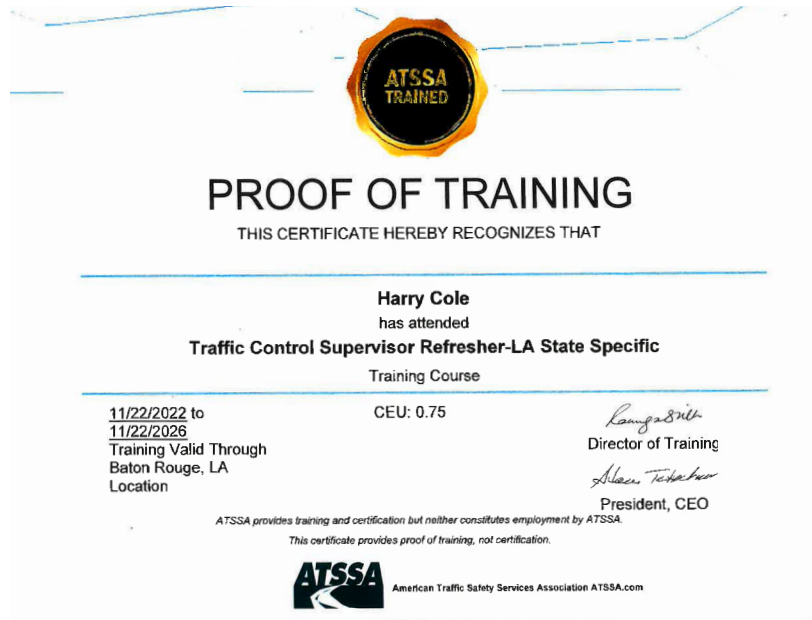 ATSSA
TRAINED
PROOF OF TRAINING
THIS CERTIFICATE HEREBY RECOGNIZES THAT
Harry Cole
has attended
Traffic Control Supervisor Refresher-LA State Specific
Training Course
11/22/2022 to
11/22/2026
Training Valid Through
Baton Rouge, LA
Location
CEU: 0.75
Director of Training
President, CEO
ATSSA provides training and certification but neither constitutes employment by ATSSA.
This certificate provides proof of training, not certification.
ATSSA
American Traffic Safety Services Association ATSSA.com